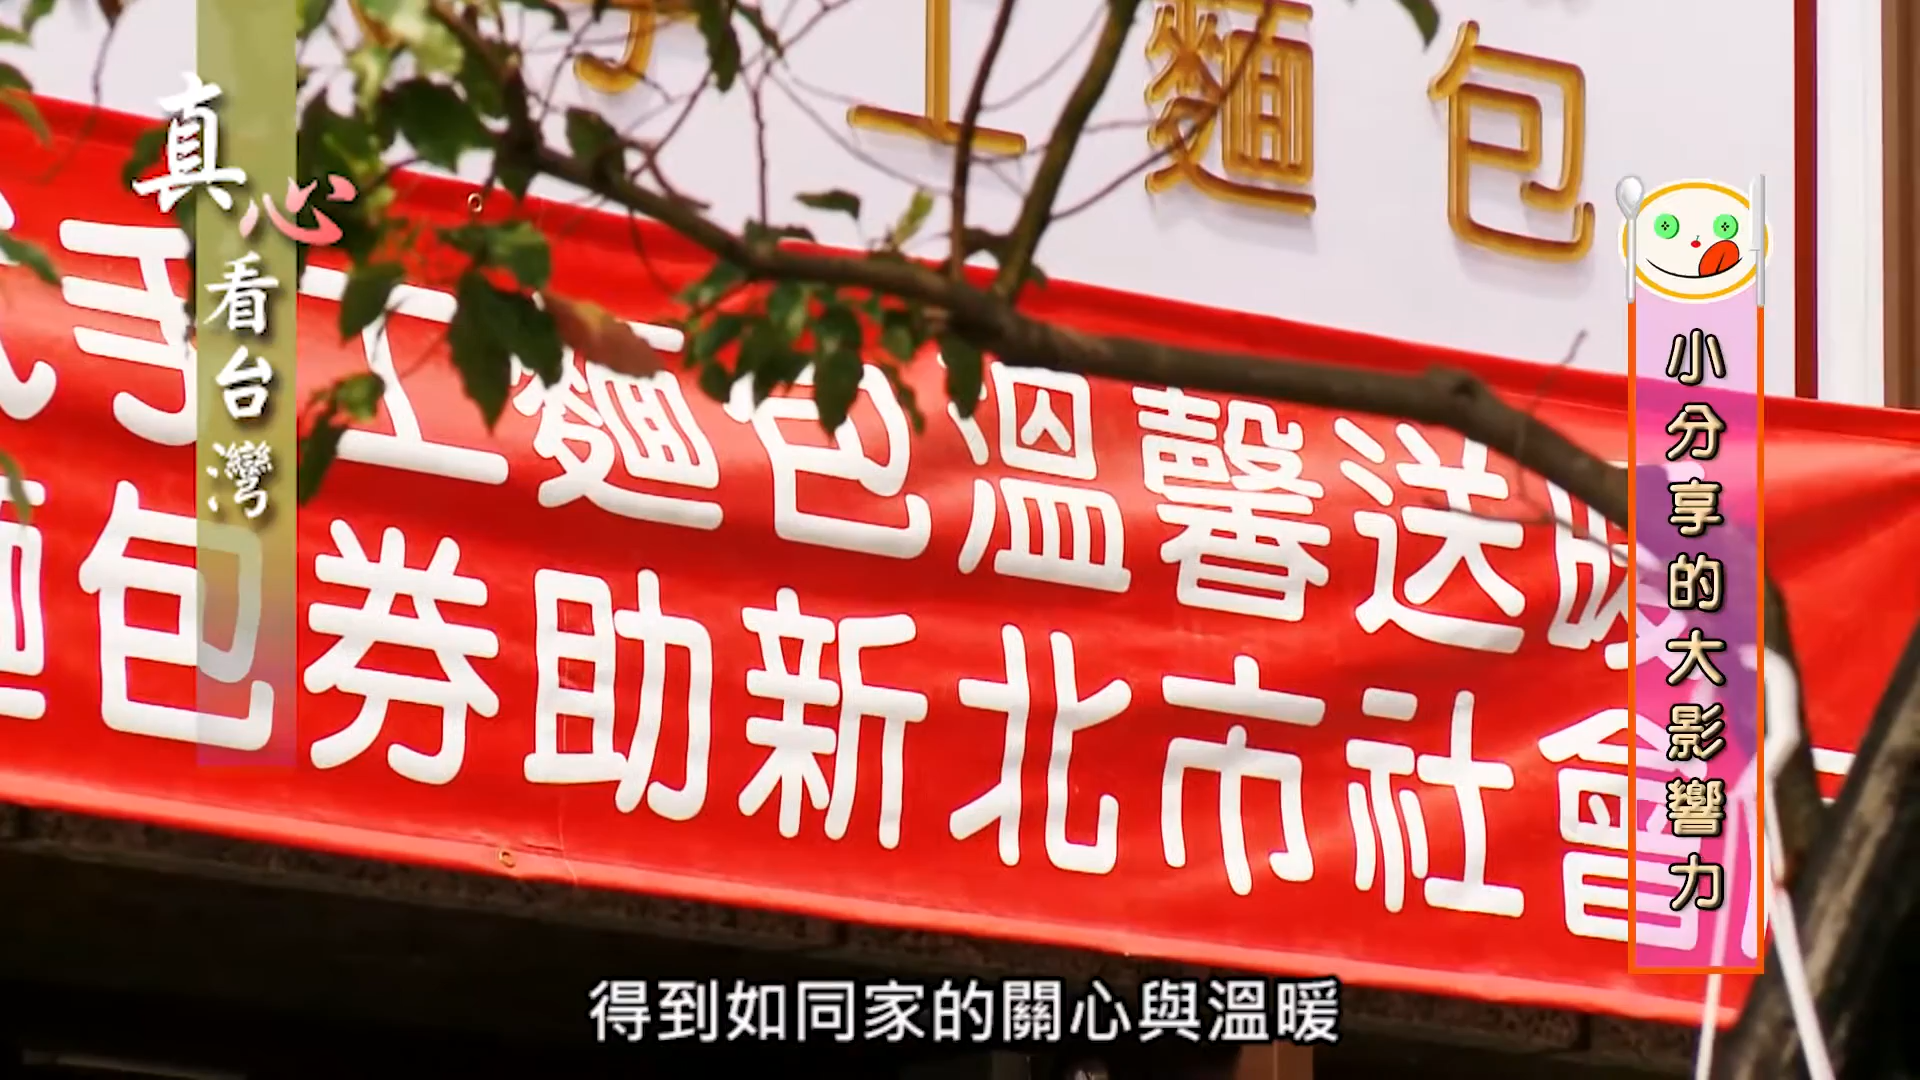 真心看台灣
手工麵包
手工麵包溫馨送暖
麵包券助新北市社會
小分享的大影響力
得到如同家的關心與溫暖